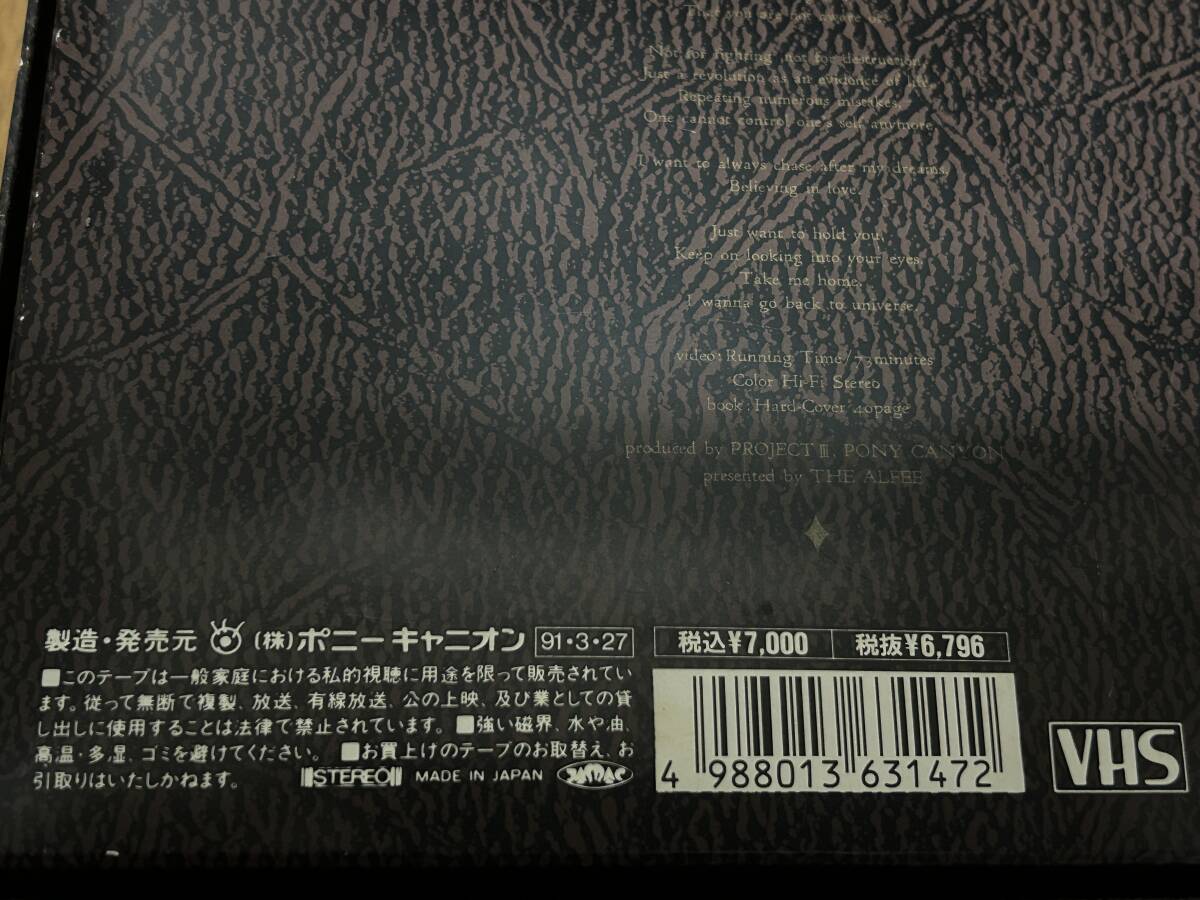 That you are not aware of.
Not for fighting, not for destruction,
Just a revolution as an evidence of life.
Repeating numerous mistakes,
One cannot control one's self anymore.
I want to always chase after my dreams,
Believing in love.
Just want to hold you,
Keep on looking into your eyes,
Take me home,
I wanna go back to universe.
video: Running Time/73minutes
Color Hi-Fi Stereo
book: Hard-Cover 40page
produced by PROJECT III, PONY CANYON
presented by THE ALFEE
製造・発売元 (株)ポニーキャニオン 91・3・27
税込¥7,000 税抜¥6,796
■このテープは一般家庭における私的視聴に用途を限って販売されてい
ます。従って無断で複製、放送、有線放送、公の上映、及び業としての貸
し出しに使用することは法律で禁止されています。■強い磁界、水や油、
高温・多湿、ゴミを避けてください。■お買上げのテープのお取替え、お
引取りはいたしかねます。
STEREO MADE IN JAPAN JASRAC
4 988013 631472
VHS